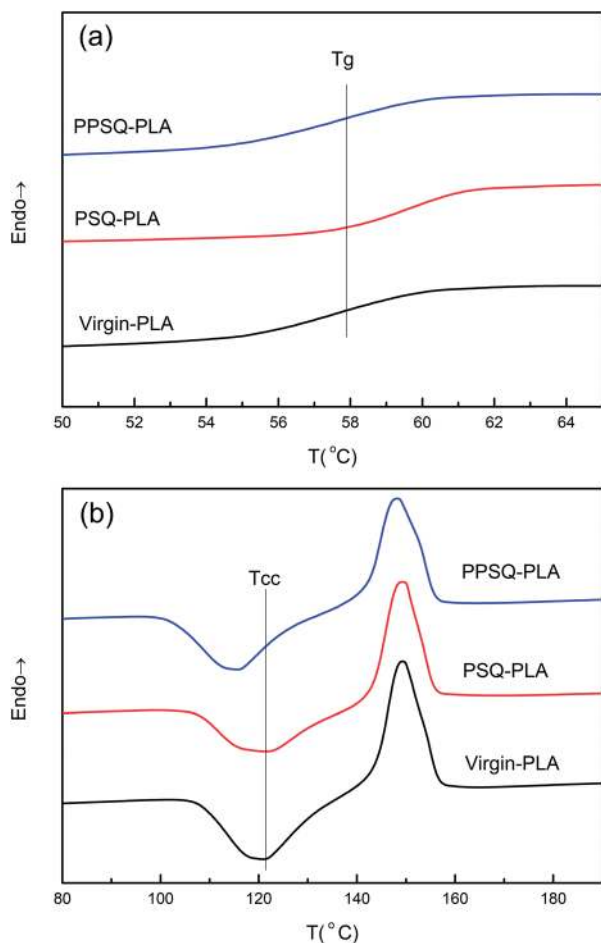 (a)
Tg
PPSQ-PLA
PSQ-PLA
Virgin-PLA
Endo→
50 52 54 56 58 60 62 64
T(°C)
(b)
Tcc
PPSQ-PLA
PSQ-PLA
Virgin-PLA
Endo→
80 100 120 140 160 180
T(°C)